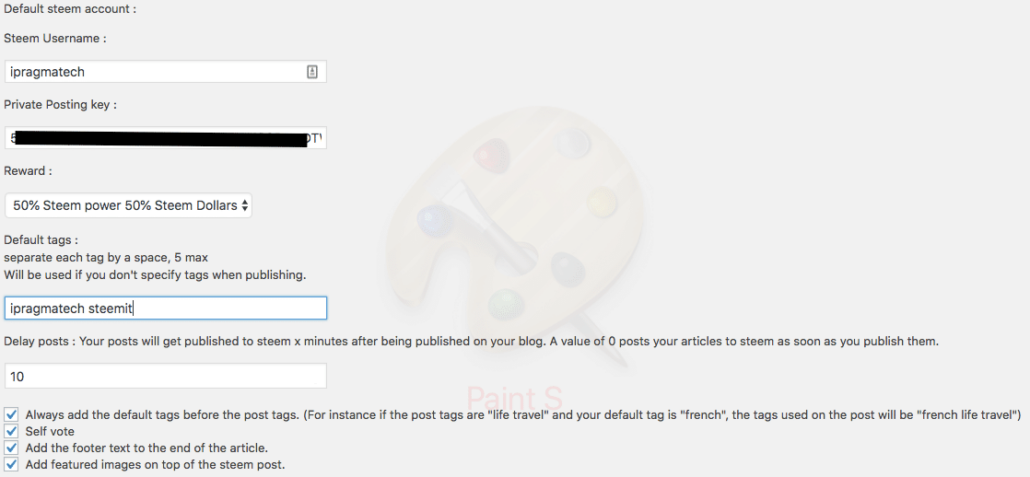 Default steem account :
Steem Username :
ipragmatech
Private Posting key :
Reward :
50% Steem power 50% Steem Dollars
Default tags :
separate each tag by a space, 5 max
Will be used if you don't specify tags when publishing.
ipragmatech steemit
Delay posts : Your posts will get published to steem x minutes after being published on your blog. A value of 0 posts your articles to steem as soon as you publish them.
10
Paint S
Always add the default tags before the post tags. (For instance if the post tags are "life travel" and your default tag is "french", the tags used on the post will be "french life travel")
Self vote
Add the footer text to the end of the article.
Add featured images on top of the steem post.